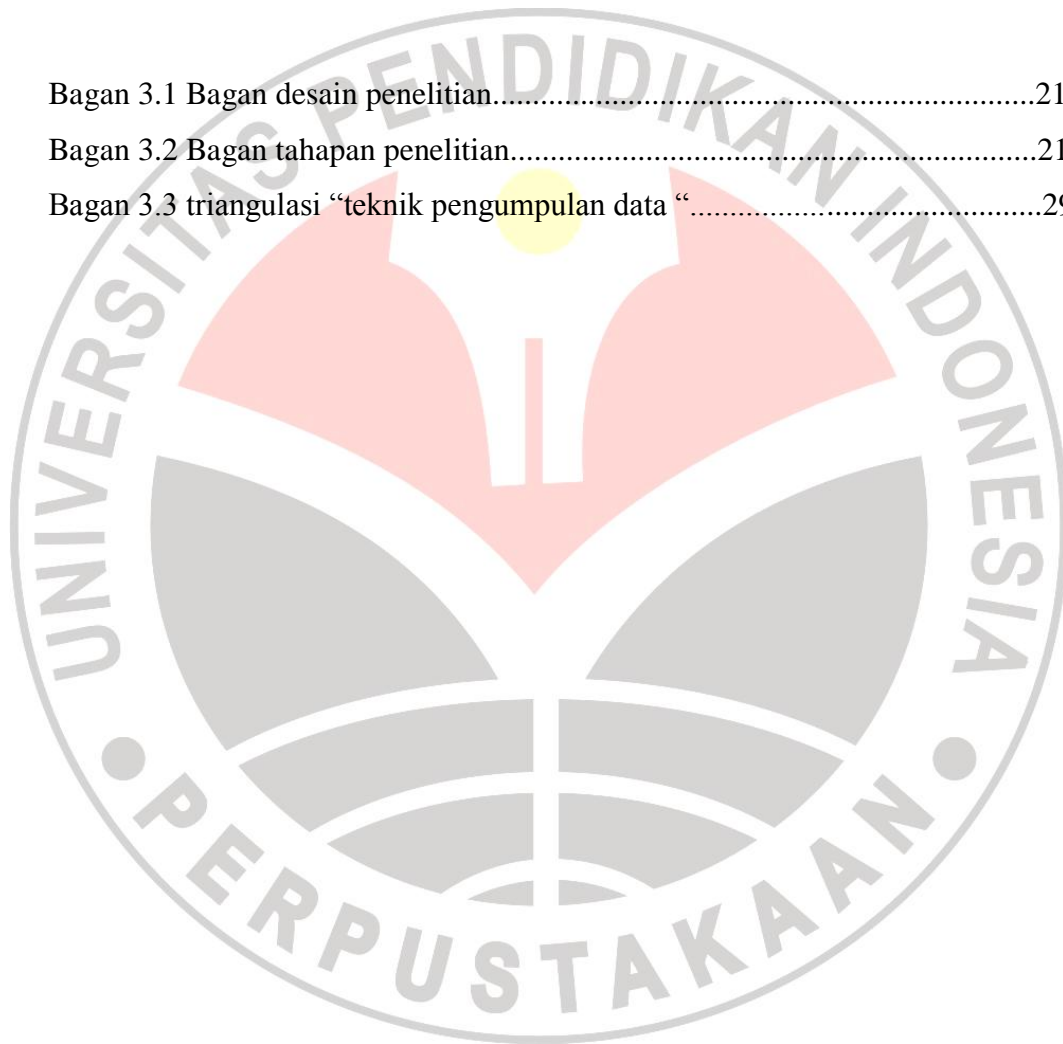 Bagan 3.1 Bagan desain penelitian.....................................................................21
Bagan 3.2 Bagan tahapan penelitian...................................................................21
Bagan 3.3 triangulasi “teknik pengumpulan data “............................................29
UNIVERSITAS PENDIDIKAN INDONESIA
PERPUSTAKAAN